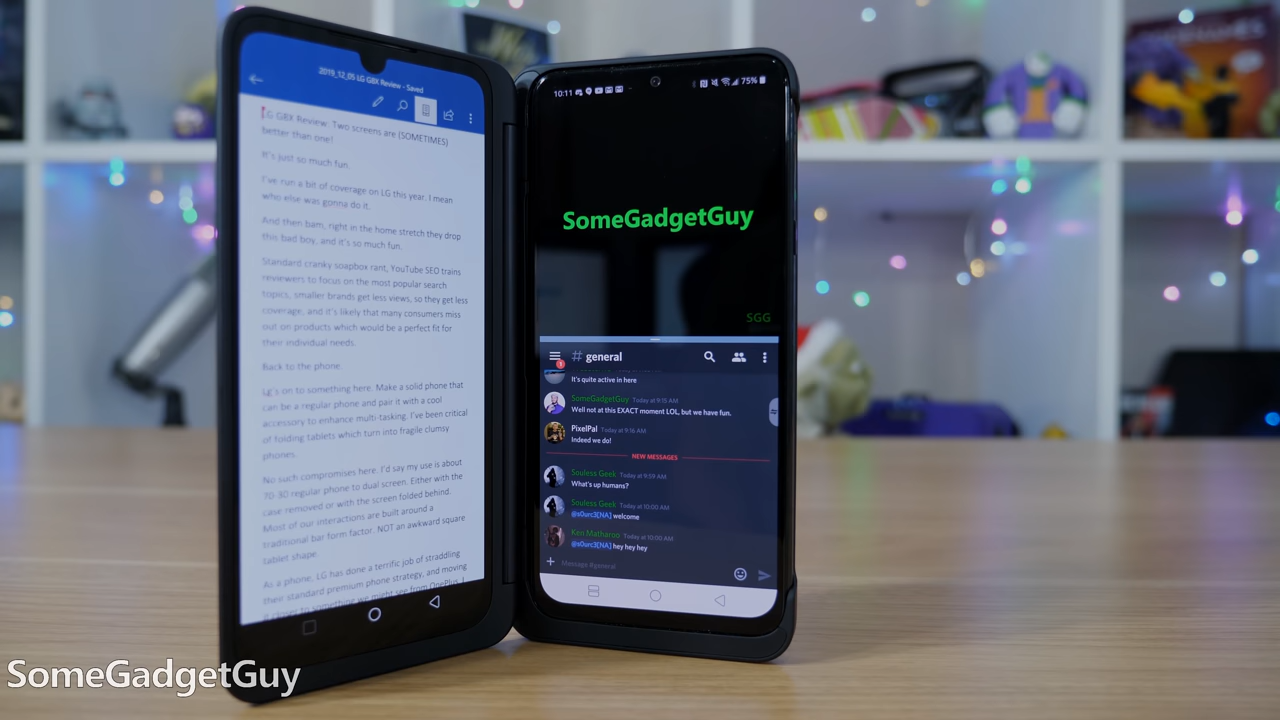 2019_12_05 LG G8X Review - Saved
LG G8X Review: Two screens are (SOMETIMES)
better than one!
It's just so much fun.
I've run a bit of coverage on LG this year. I mean
who else was gonna do it.
And then bam, right in the home stretch they drop
this bad boy, and it's so much fun.
Standard cranky soapbox rant, YouTube SEO trains
reviewers to focus on the most popular search
topics, smaller brands get less views, so they get less
coverage, and it's likely that many consumers miss
out on products which would be a perfect fit for
their individual needs.
Back to the phone.
Lg's on to something here. Make a solid phone that
can be a regular phone and pair it with a cool
accessory to enhance multi-tasking. I've been critical
of folding tablets which turn into fragile clumsy
phones.
No such compromises here. I'd say my use is about
70-30 regular phone to dual screen. Either with the
case removed or with the screen folded behind.
Most of our interactions are built around a
traditional bar form factor. NOT an awkward square
tablet shape.
As a phone, LG has done a terrific job of straddling
their standard premium phone strategy, and moving
it closer to something we might see from OnePlus. I
10:11
75%
SomeGadgetGuy
SGG
# general
It's quite active in here
SomeGadgetGuy Today at 9:15 AM
Well not at this EXACT moment LOL, but we have fun.
PixelPal Today at 9:16 AM
Indeed we do!
NEW MESSAGES
Souless Geek Today at 9:59 AM
What's up humans?
Souless Geek Today at 10:00 AM
@s0urc3[NA] welcome
Ken Matharoo Today at 10:00 AM
@s0urc3[NA] hey hey hey
Message #general
SomeGadgetGuy